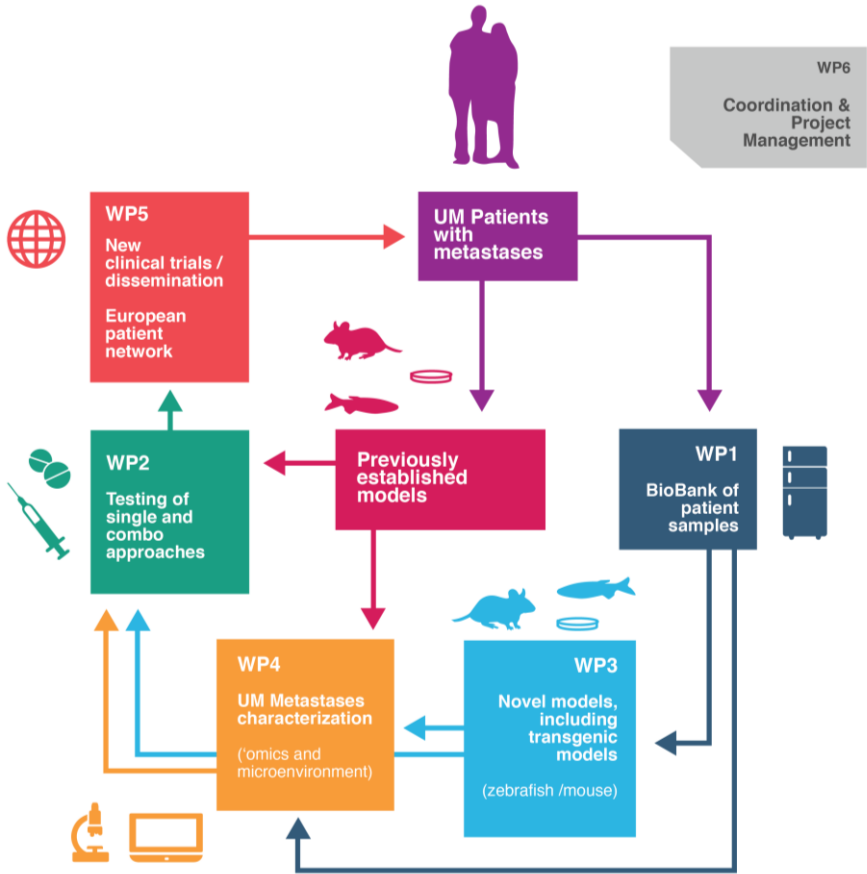 WP6
Coordination &
Project
Management
WP5
New
clinical trials /
dissemination
European
patient
network
UM Patients
with
metastases
WP2
Testing of
single and
combo
approaches
Previously
established
models
WP1
BioBank of
patient
samples
WP4
UM Metastases
characterization
('omics and
microenvironment)
WP3
Novel models,
including
transgenic
models
(zebrafish /mouse)